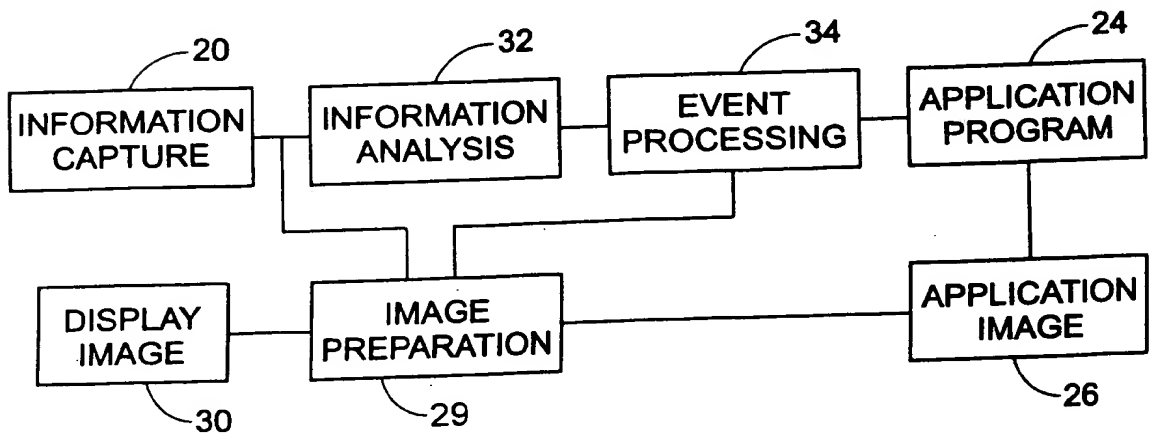 20
32
34
24
INFORMATION
CAPTURE
INFORMATION
ANALYSIS
EVENT
PROCESSING
APPLICATION
PROGRAM
DISPLAY
IMAGE
IMAGE
PREPARATION
APPLICATION
IMAGE
30
29
26